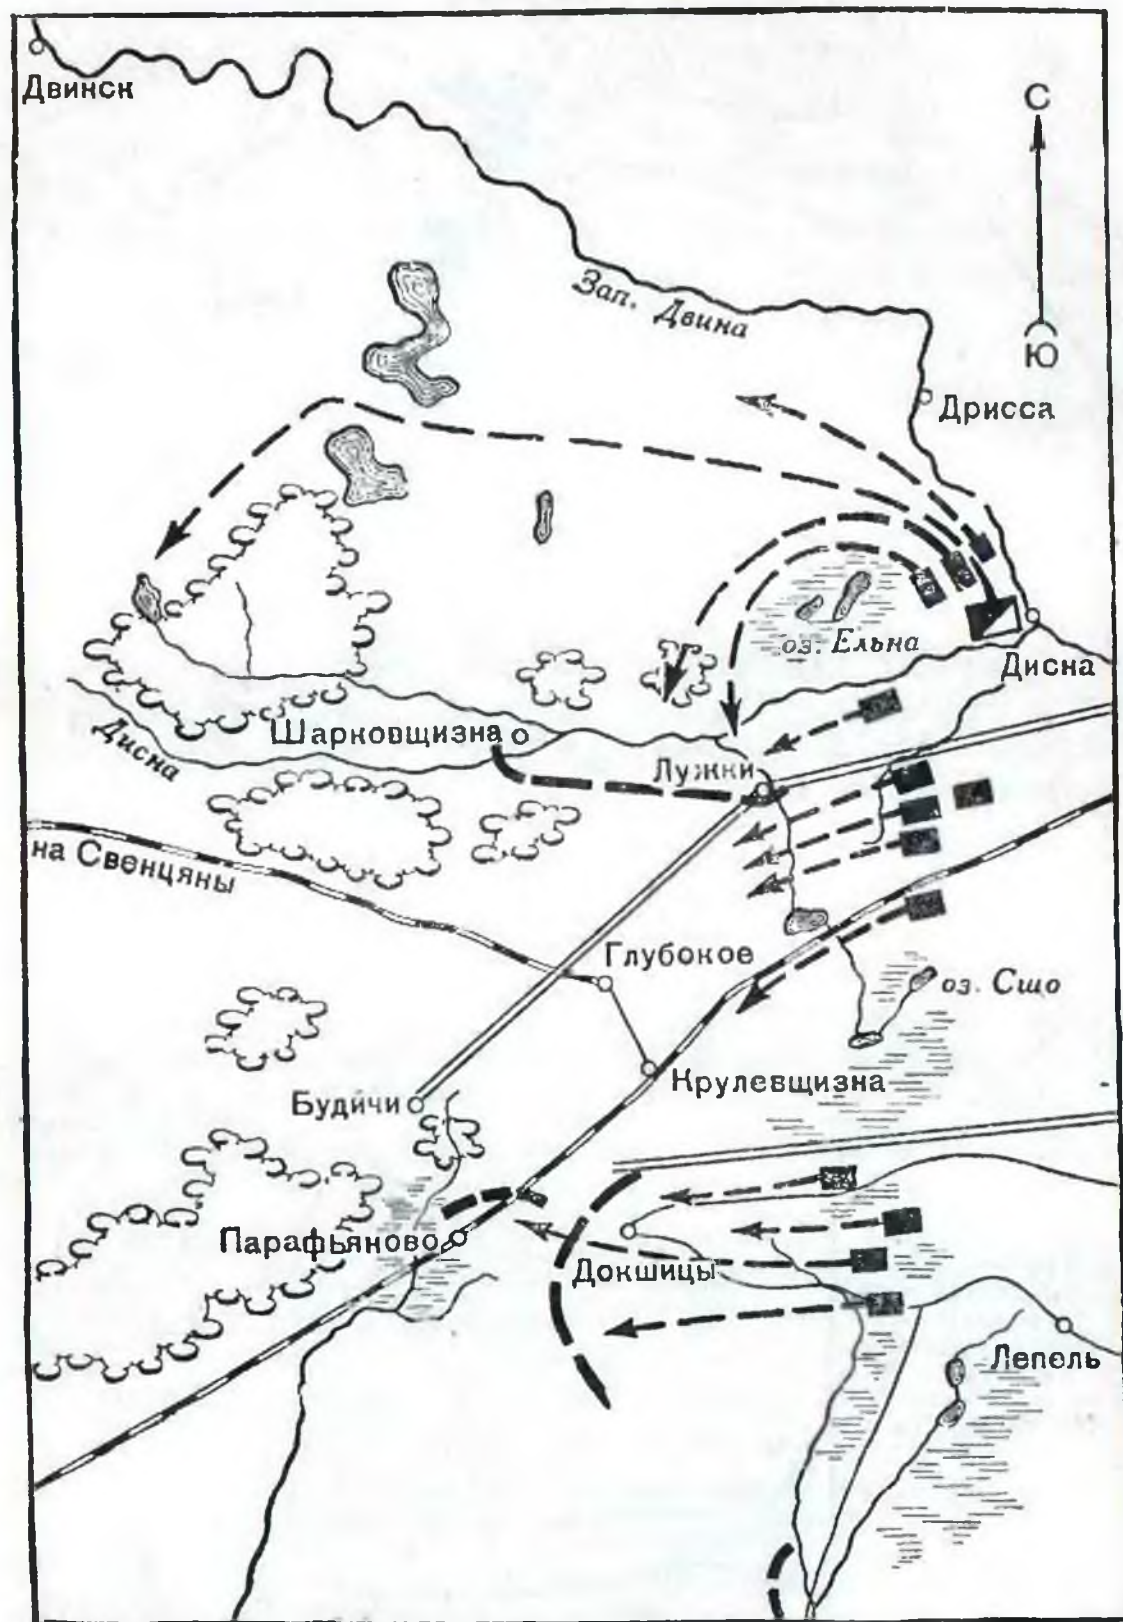 Двинск
С
Зап. Двина
Ю
Дрисса
оз. Ельна
Дисна
Шарковщизна
Дисна
Лужки
на Свенцяны
Глубокое
оз. Сшо
Крулевщизна
Будичи
Парафьяново
Докшицы
Лепель